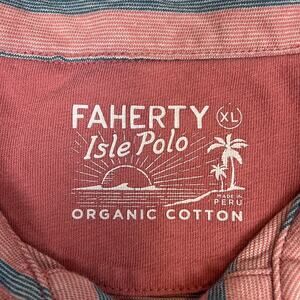 FAHERTY XL
Isle Polo
MADE IN
PERU
ORGANIC COTTON